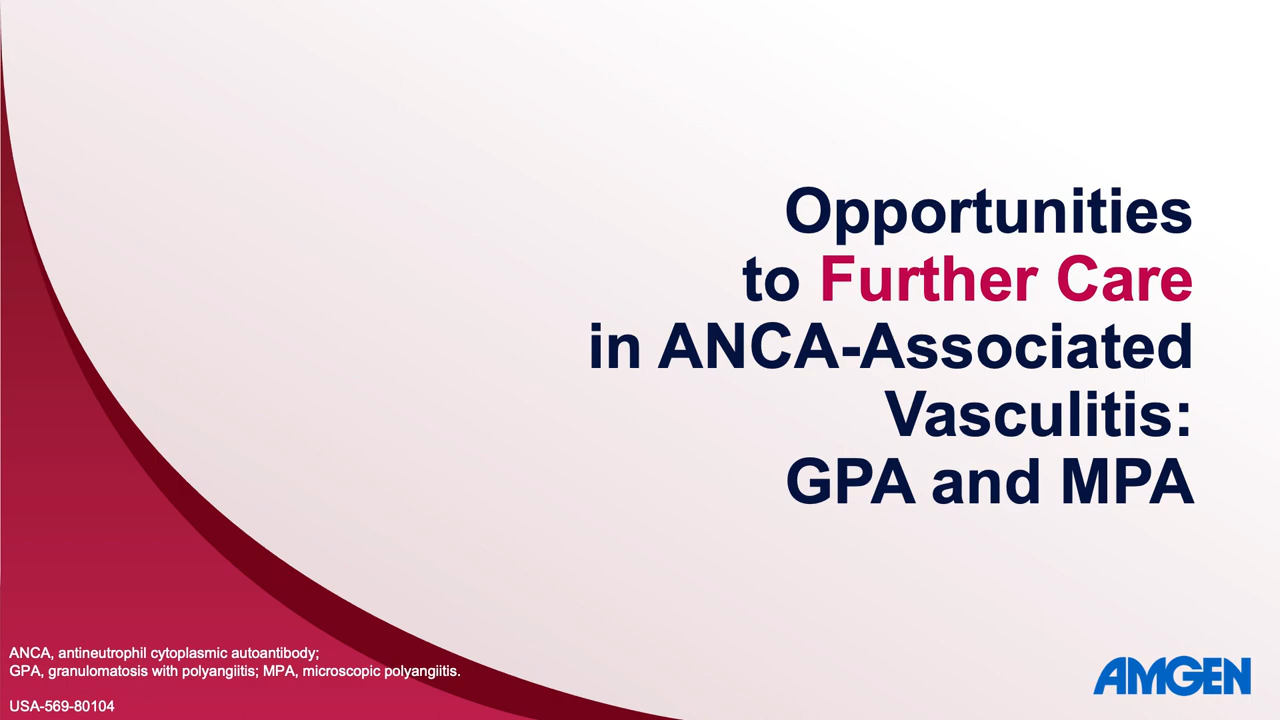 Opportunities
to Further Care
in ANCA-Associated
Vasculitis:
GPA and MPA
ANCA, antineutrophil cytoplasmic autoantibody;
GPA, granulomatosis with polyangiitis; MPA, microscopic polyangiitis.
USA-569-80104
AMGEN